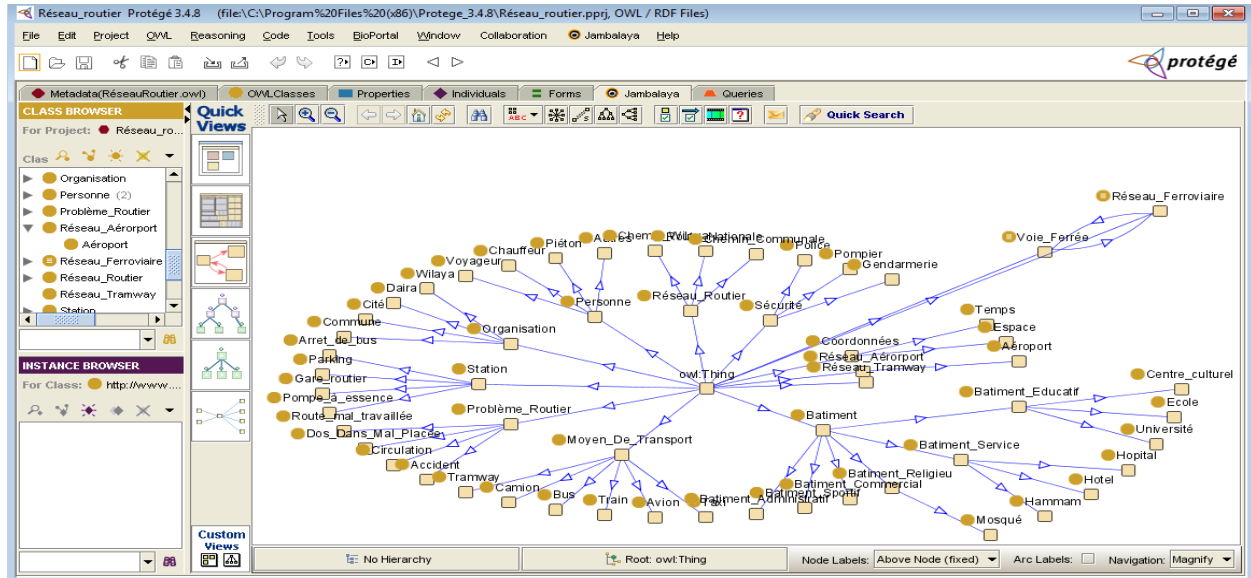 Réseau_routier Protégé 3.4.8 (file:\C:\Program%20Files%20(x86)\Protege_3.4.8\Réseau_routier.pprj, OWL / RDF Files)
File Edit Project OWL Reasoning Code Tools BioPortal Window Collaboration Jambalaya Help
protégé
Metadata(RéseauRoutier.owl) OWLClasses Properties Individuals Forms Jambalaya Queries
CLASS BROWSER
For Project: Réseau_ro...
Clas
Organisation
Personne (2)
Problème_Routier
Réseau_Aérorport
Aéroport
Réseau_Ferroviaire
Réseau_Routier
Réseau_Tramway
Station
INSTANCE BROWSER
For Class: http://www....
Quick
Views
Custom
Views
ABC
Quick Search
Réseau_Ferroviaire
Voie_Ferrée
Chemin_Communale
Piéton
Police
Chauffeur
Pompier
Voyageur
Gendarmerie
Wilaya
Daira
Personne
Réseau_Routier
Cité
Sécurité
Temps
Commune
Organisation
Espace
Arret_de_bus
Coordonnées
Aéroport
Parking
Réseau_Aérorport
Station
Réseau_Tramway
owl:Thing
Gare_routier
Centre_culturel
Pompe_à_essence
Batiment_Educatif
Ecole
Route_mal_travaillée
Problème_Routier
Batiment
Université
Dos_Dans_Mal_Placée
Moyen_De_Transport
Batiment_Service
Circulation
Hopital
Accident
Batiment_Religieu
Tramway
Batiment_Commercial
Hotel
Camion
Batiment_Sportif
Bus
Train
Avion
Taxi
Batiment_Administratif
Hammam
Mosqué
No Hierarchy Root: owl:Thing Node Labels: Above Node (fixed) Arc Labels: Navigation: Magnify